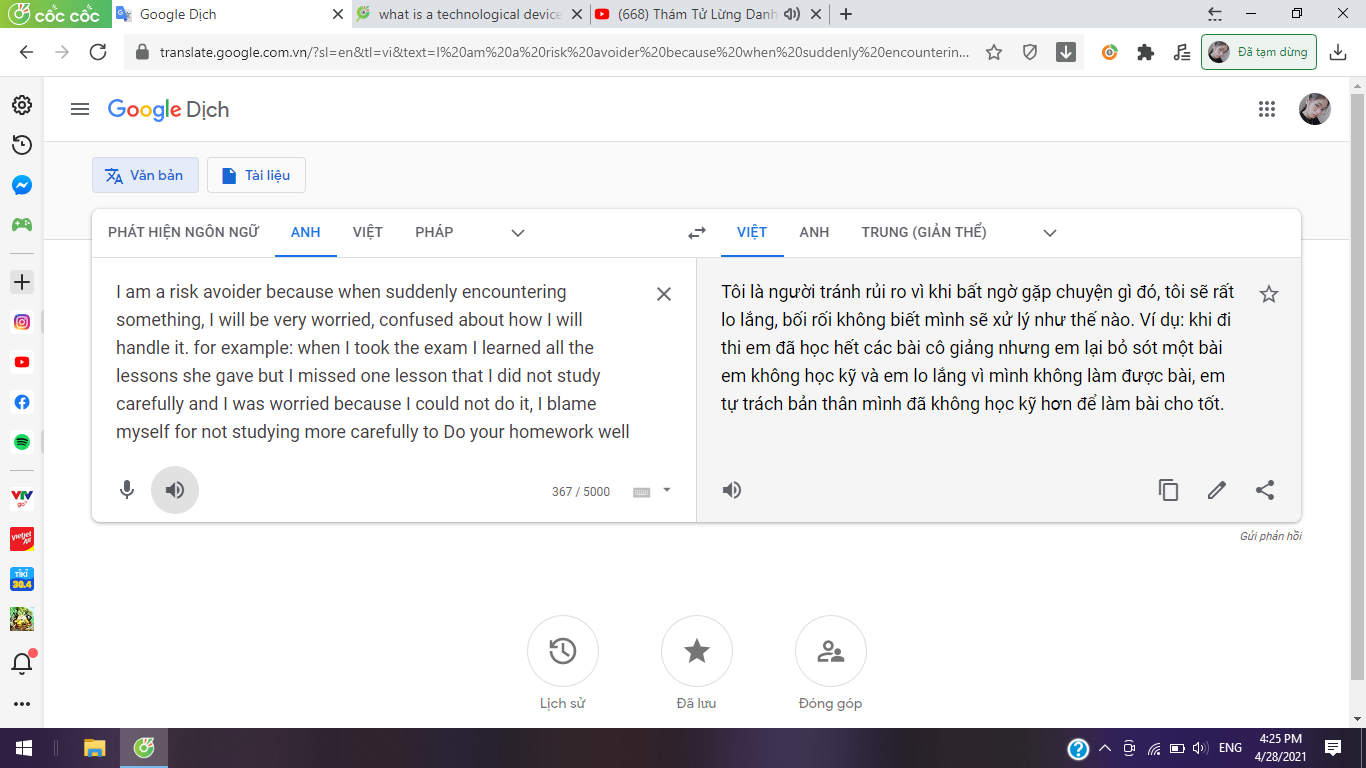 cốc cốc
Google Dịch
what is a technological device
(668) Thám Tử Lừng Danh
translate.google.com.vn/?sl=en&tl=vi&text=I%20am%20a%20risk%20avoider%20because%20when%20suddenly%20encounterin...
Đã tạm dừng
Google Dịch
Văn bản
Tài liệu
PHÁT HIỆN NGÔN NGỮ
ANH
VIỆT
PHÁP
VIỆT
ANH
TRUNG (GIẢN THỂ)
I am a risk avoider because when suddenly encountering
something, I will be very worried, confused about how I will
handle it. for example: when I took the exam I learned all the
lessons she gave but I missed one lesson that I did not study
carefully and I was worried because I could not do it, I blame
myself for not studying more carefully to Do your homework well
367 / 5000
Tôi là người tránh rủi ro vì khi bất ngờ gặp chuyện gì đó, tôi sẽ rất
lo lắng, bối rối không biết mình sẽ xử lý như thế nào. Ví dụ: khi đi
thi em đã học hết các bài cô giảng nhưng em lại bỏ sót một bài
em không học kỹ và em lo lắng vì mình không làm được bài, em
tự trách bản thân mình đã không học kỹ hơn để làm bài cho tốt.
Gửi phản hồi
Lịch sử
Đã lưu
Đóng góp
VTV
go
vietjet
Air
TIKI
30.4
ENG
4:25 PM
4/28/2021